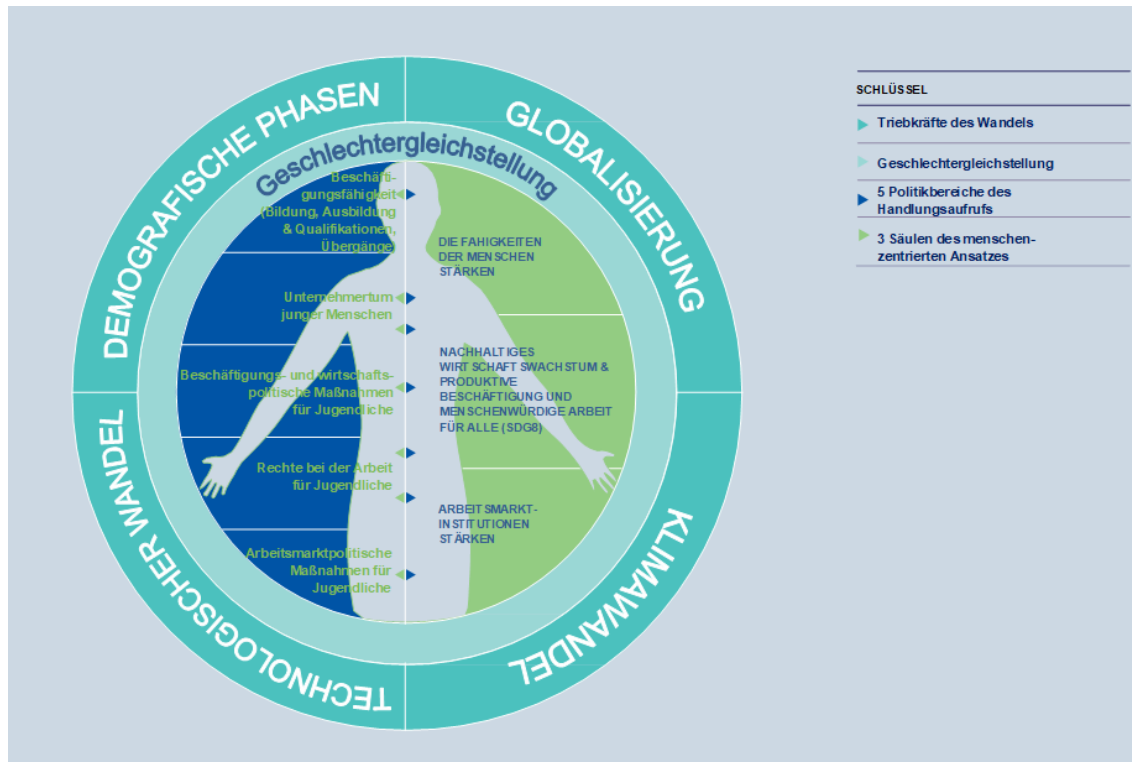 DEMOGRAFISCHE PHASEN
GLOBALISIERUNG
Geschlechtergleichstellung
Beschäfti-
gungsfähigkeit
(Bildung, Ausbildung
& Qualifikationen,
Übergänge)
Unternehmertum
junger Menschen
Beschäftigungs- und wirtschafts-
politische Maßnahmen
für Jugendliche
Rechte bei der Arbeit
für Jugendliche
Arbeitsmarktpolitische
Maßnahmen für
Jugendliche
DIE FAHIGKEITEN
DER MENSCHEN
STÄRKEN
NACHHALTIGES
WIRTSCHAFT SWACHSTUM &
PRODUKTIVE
BESCHÄFTIGUNG UND
MENSCHENWÜRDIGE ARBEIT
FÜR ALLE (SDG8)
ARBEITSMARKT-
INSTITUTIONEN
STÄRKEN
TECHNOLOGISCHER WANDEL
KLIMAWANDEL
SCHLÜSSEL
Triebkräfte des Wandels
Geschlechtergleichstellung
5 Politikbereiche des
Handlungsaufrufs
3 Säulen des menschen-
zentrierten Ansatzes